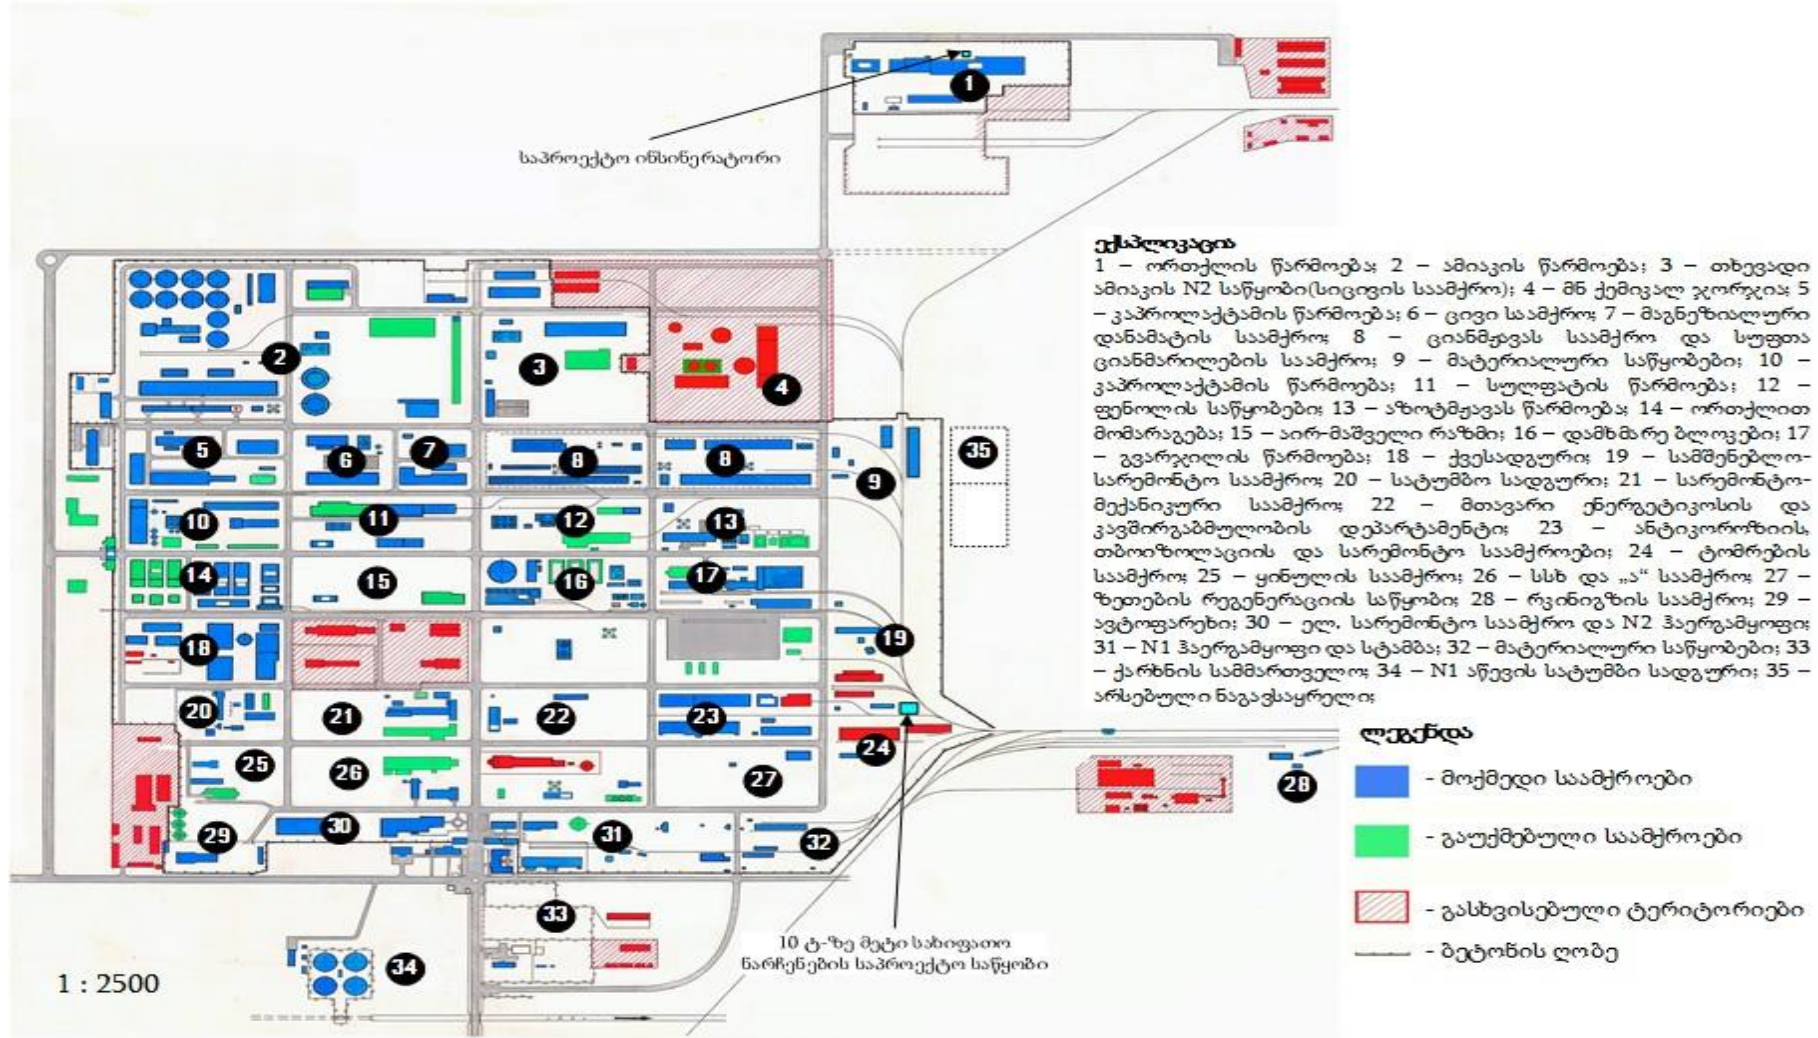 1
საპროექტო ინსინერატორი
ექსპლიკაცია
1 – ორთქლის წარმოება; 2 – ამიაკის წარმოება; 3 – თხევადი
ამიაკის N2 საწყობი(სიცივის საამქრო); 4 – მწ ქემიკალ ჯორჯია; 5
– კაპროლაქტამის წარმოება; 6 – ცივი საამქრო; 7 – მაგნეზიალური
დანამატის საამქრო; 8 – ციანმჟავას საამქრო და სუფთა
ციანმარილების საამქრო; 9 – მატერიალური საწყობები; 10 –
კაპროლაქტამის წარმოება; 11 – სულფატის წარმოება; 12 –
ფენოლის საწყობები; 13 – აზოტმჟავას წარმოება; 14 – ორთქლით
მომარაგება; 15 – აირ-მაშველი რაზმი; 16 – დამხმარე ბლოკები; 17
– გვარჯილის წარმოება; 18 – ქვესადგური; 19 – სამშენებლო-
სარემონტო საამქრო; 20 – სატუმბო სადგური; 21 – სარემონტო-
მექანიკური საამქრო; 22 – მთავარი ენერგეტიკოსის და
კავშირგაბმულობის დეპარტამენტი; 23 – ანტიკოროზიის,
თბოიზოლაციის და სარემონტო საამქროები; 24 – ტომრების
საამქრო; 25 – ყინულის საამქრო; 26 – სსხ და „ა“ საამქრო; 27 –
ზეთების რეგენერაციის საწყობი; 28 – რკინიგზის საამქრო; 29 –
ავტოფარეხი; 30 – ელ. სარემონტო საამქრო და N2 ჰაერგამყოფი;
31 – N1 ჰაერგამყოფი და სტამბა; 32 – მატერიალური საწყობები; 33
– ქარხნის სამმართველო; 34 – N1 აწევის სატუმბი სადგური; 35 –
არსებული ნაგავსაყრელი;
2
3
4
5
6
7
8
8
9
35
10
11
12
13
14
15
16
17
18
19
20
21
22
23
24
25
26
27
28
29
30
31
32
33
34
ლეგენდა
- მოქმედი საამქროები
- გაუქმებული საამქროები
- გასხვისებული ტერიტორიები
- ბეტონის ღობე
10 ტ-ზე მეტი სახიფათო
ნარჩენების საპროექტო საწყობი
1 : 2500